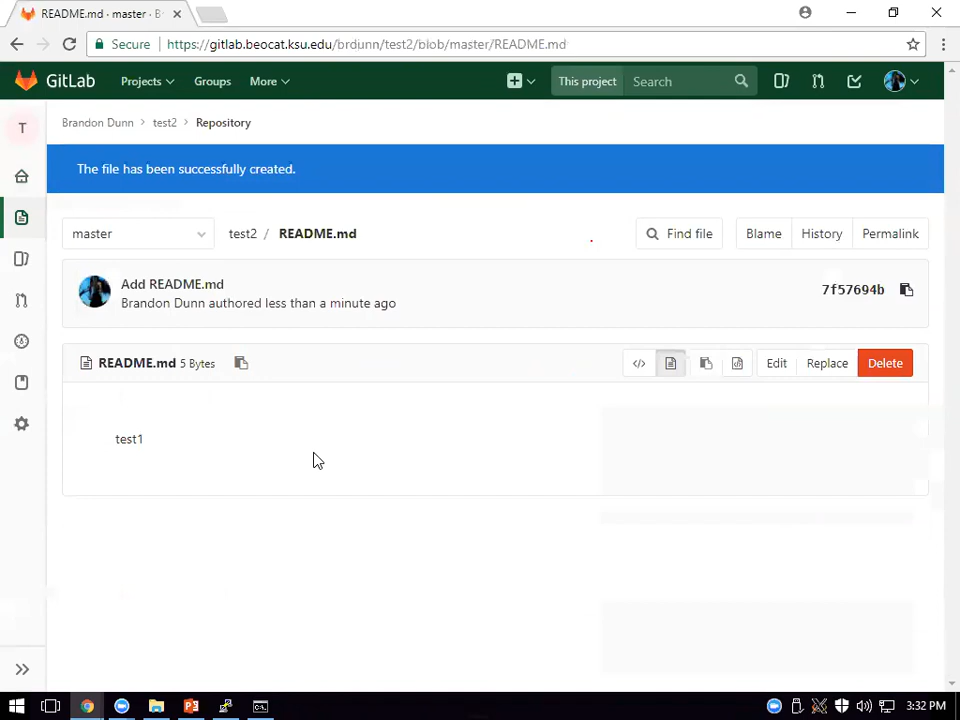 README.md · master · B
Secure https://gitlab.beocat.ksu.edu/brdunn/test2/blob/master/README.md
GitLab Projects Groups More This project Search
T
Brandon Dunn > test2 > Repository
The file has been successfully created.
master test2 / README.md Find file Blame History Permalink
Add README.md
Brandon Dunn authored less than a minute ago
7f57694b
README.md 5 Bytes </> Edit Replace Delete
test1
3:32 PM